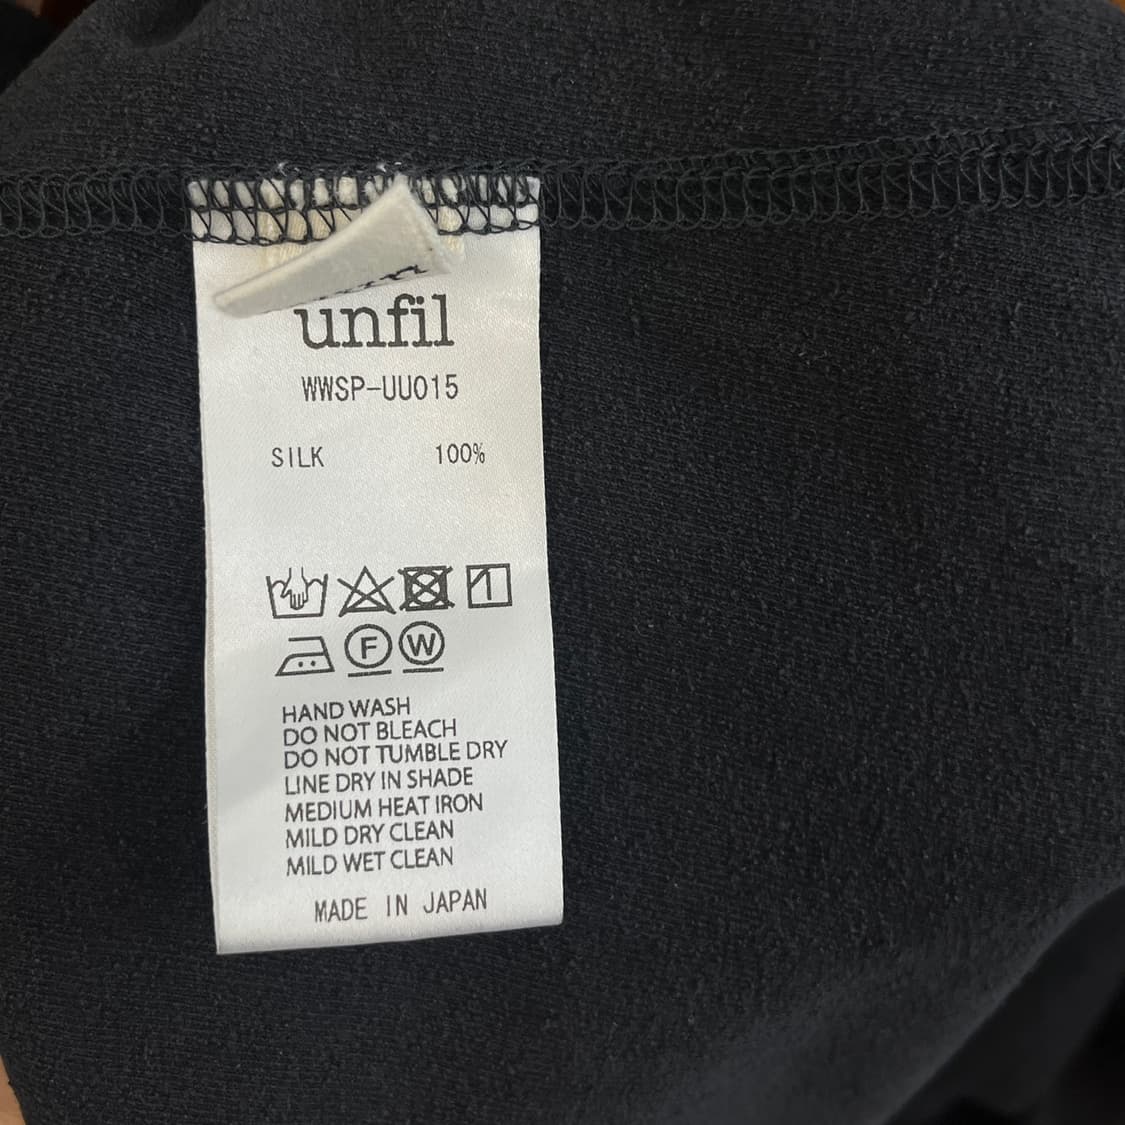 unfil
WWSP-UU015
SILK 100%
F W
HAND WASH
DO NOT BLEACH
DO NOT TUMBLE DRY
LINE DRY IN SHADE
MEDIUM HEAT IRON
MILD DRY CLEAN
MILD WET CLEAN
MADE IN JAPAN